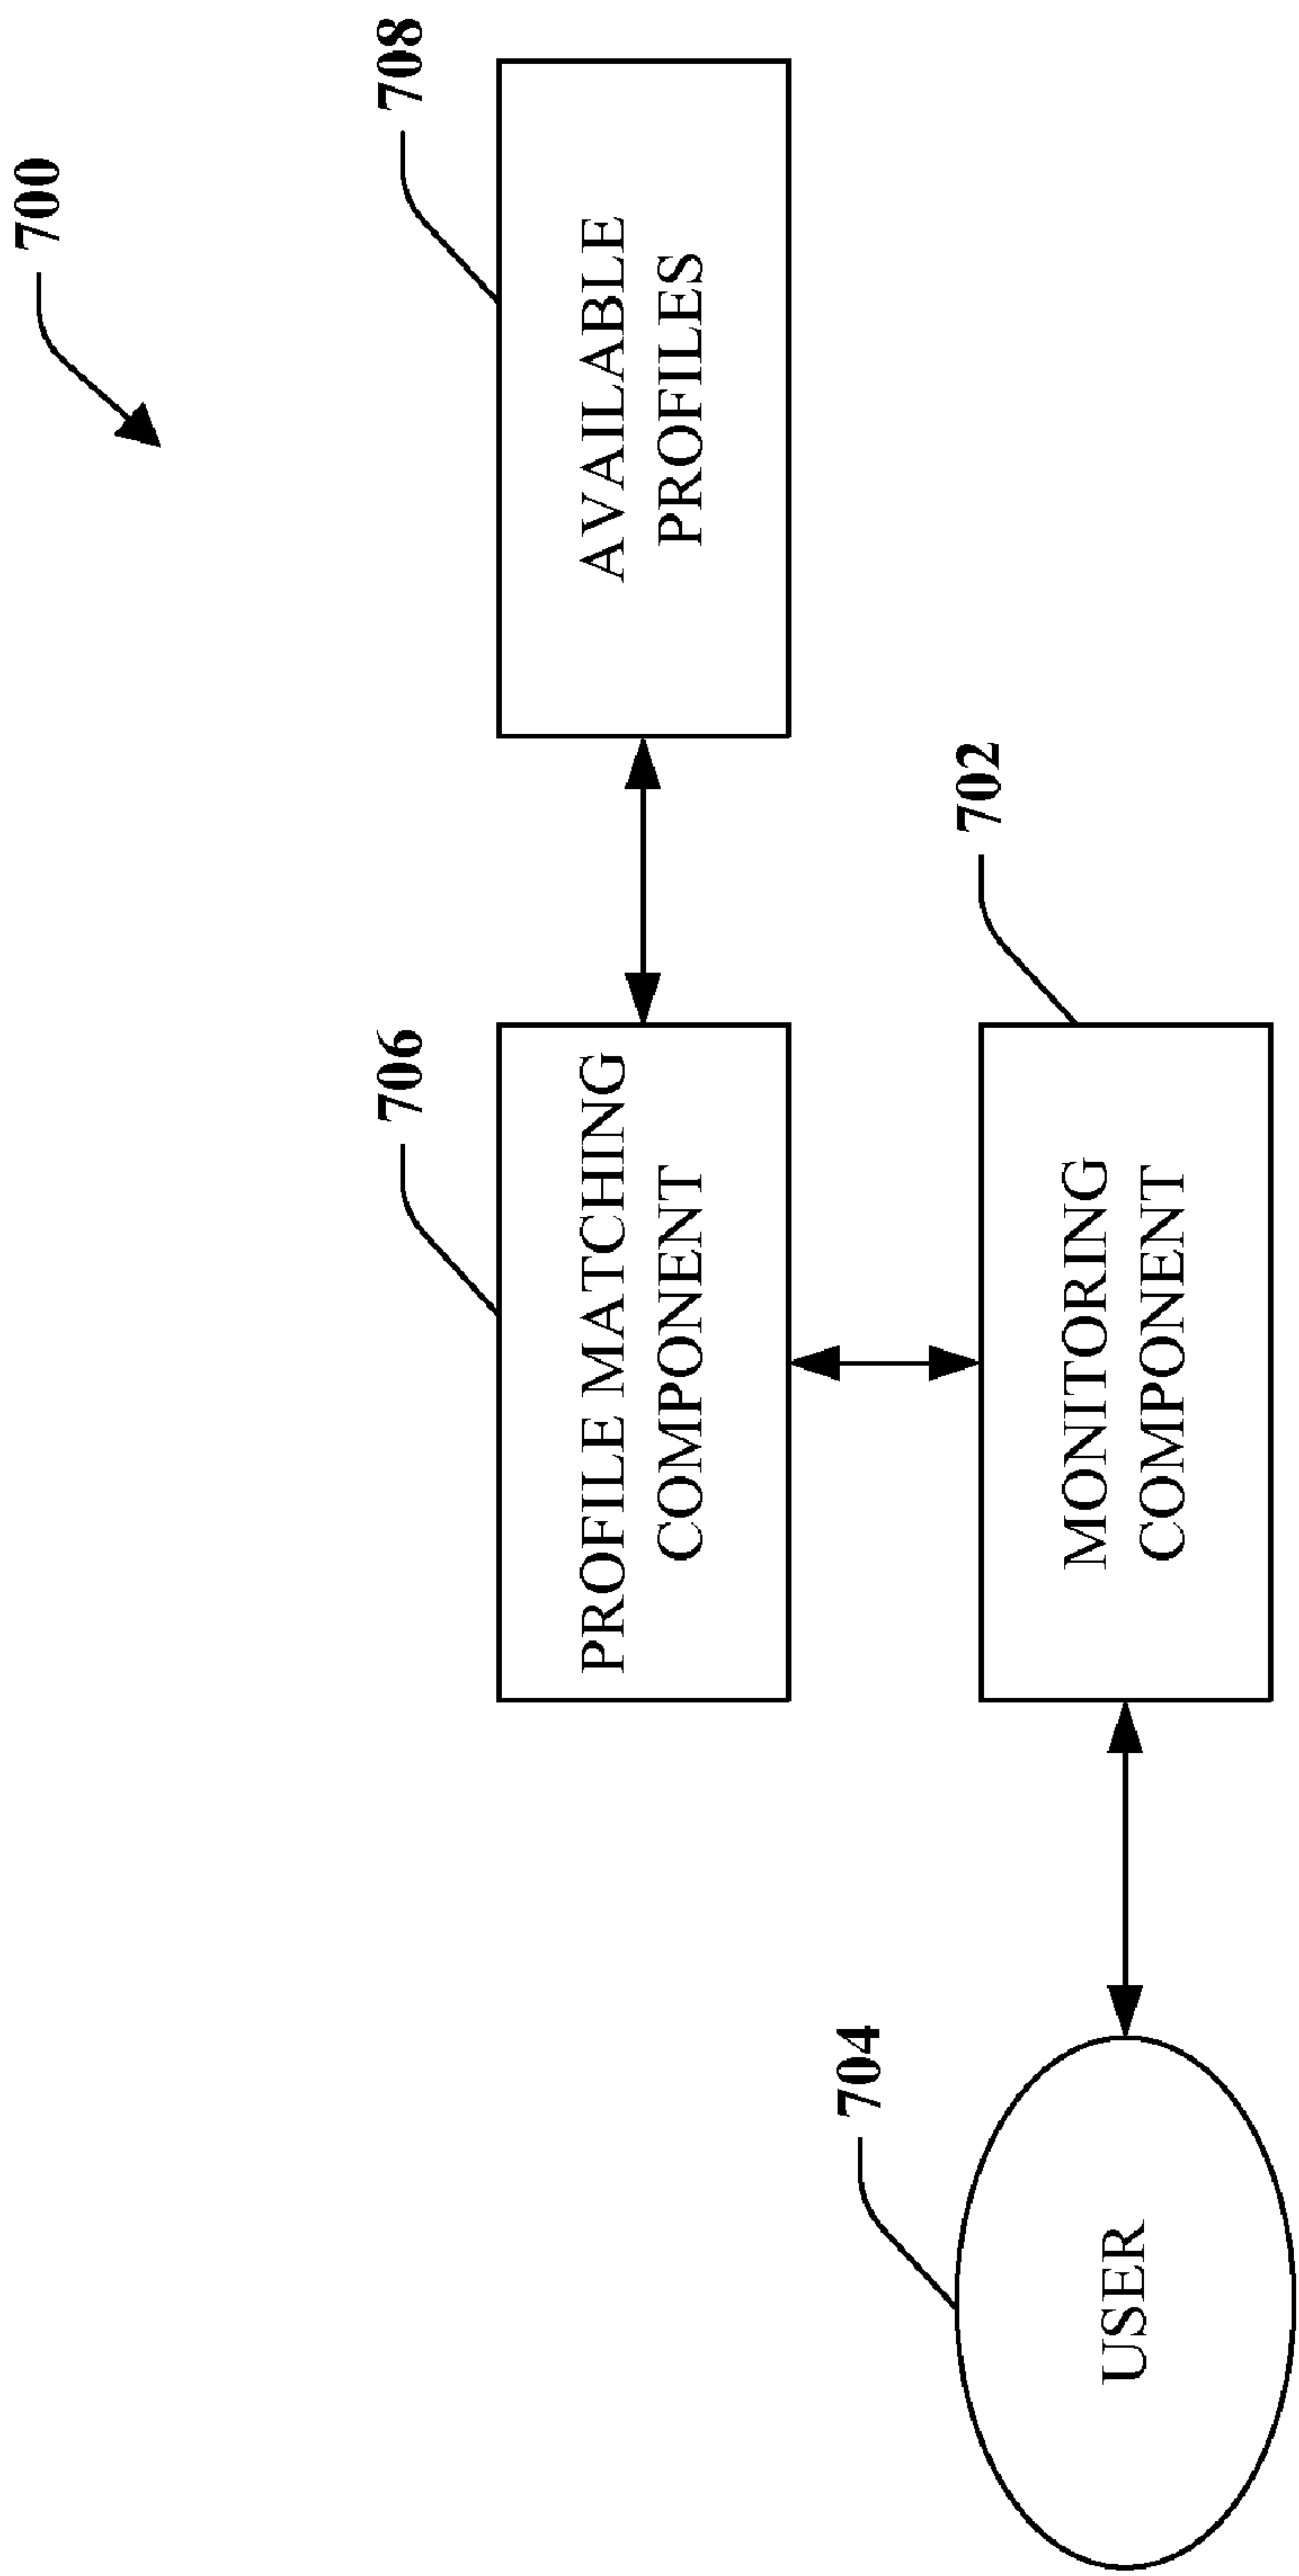 700
706
708
PROFILE MATCHING
COMPONENT
AVAILABLE
PROFILES
704
702
USER
MONITORING
COMPONENT